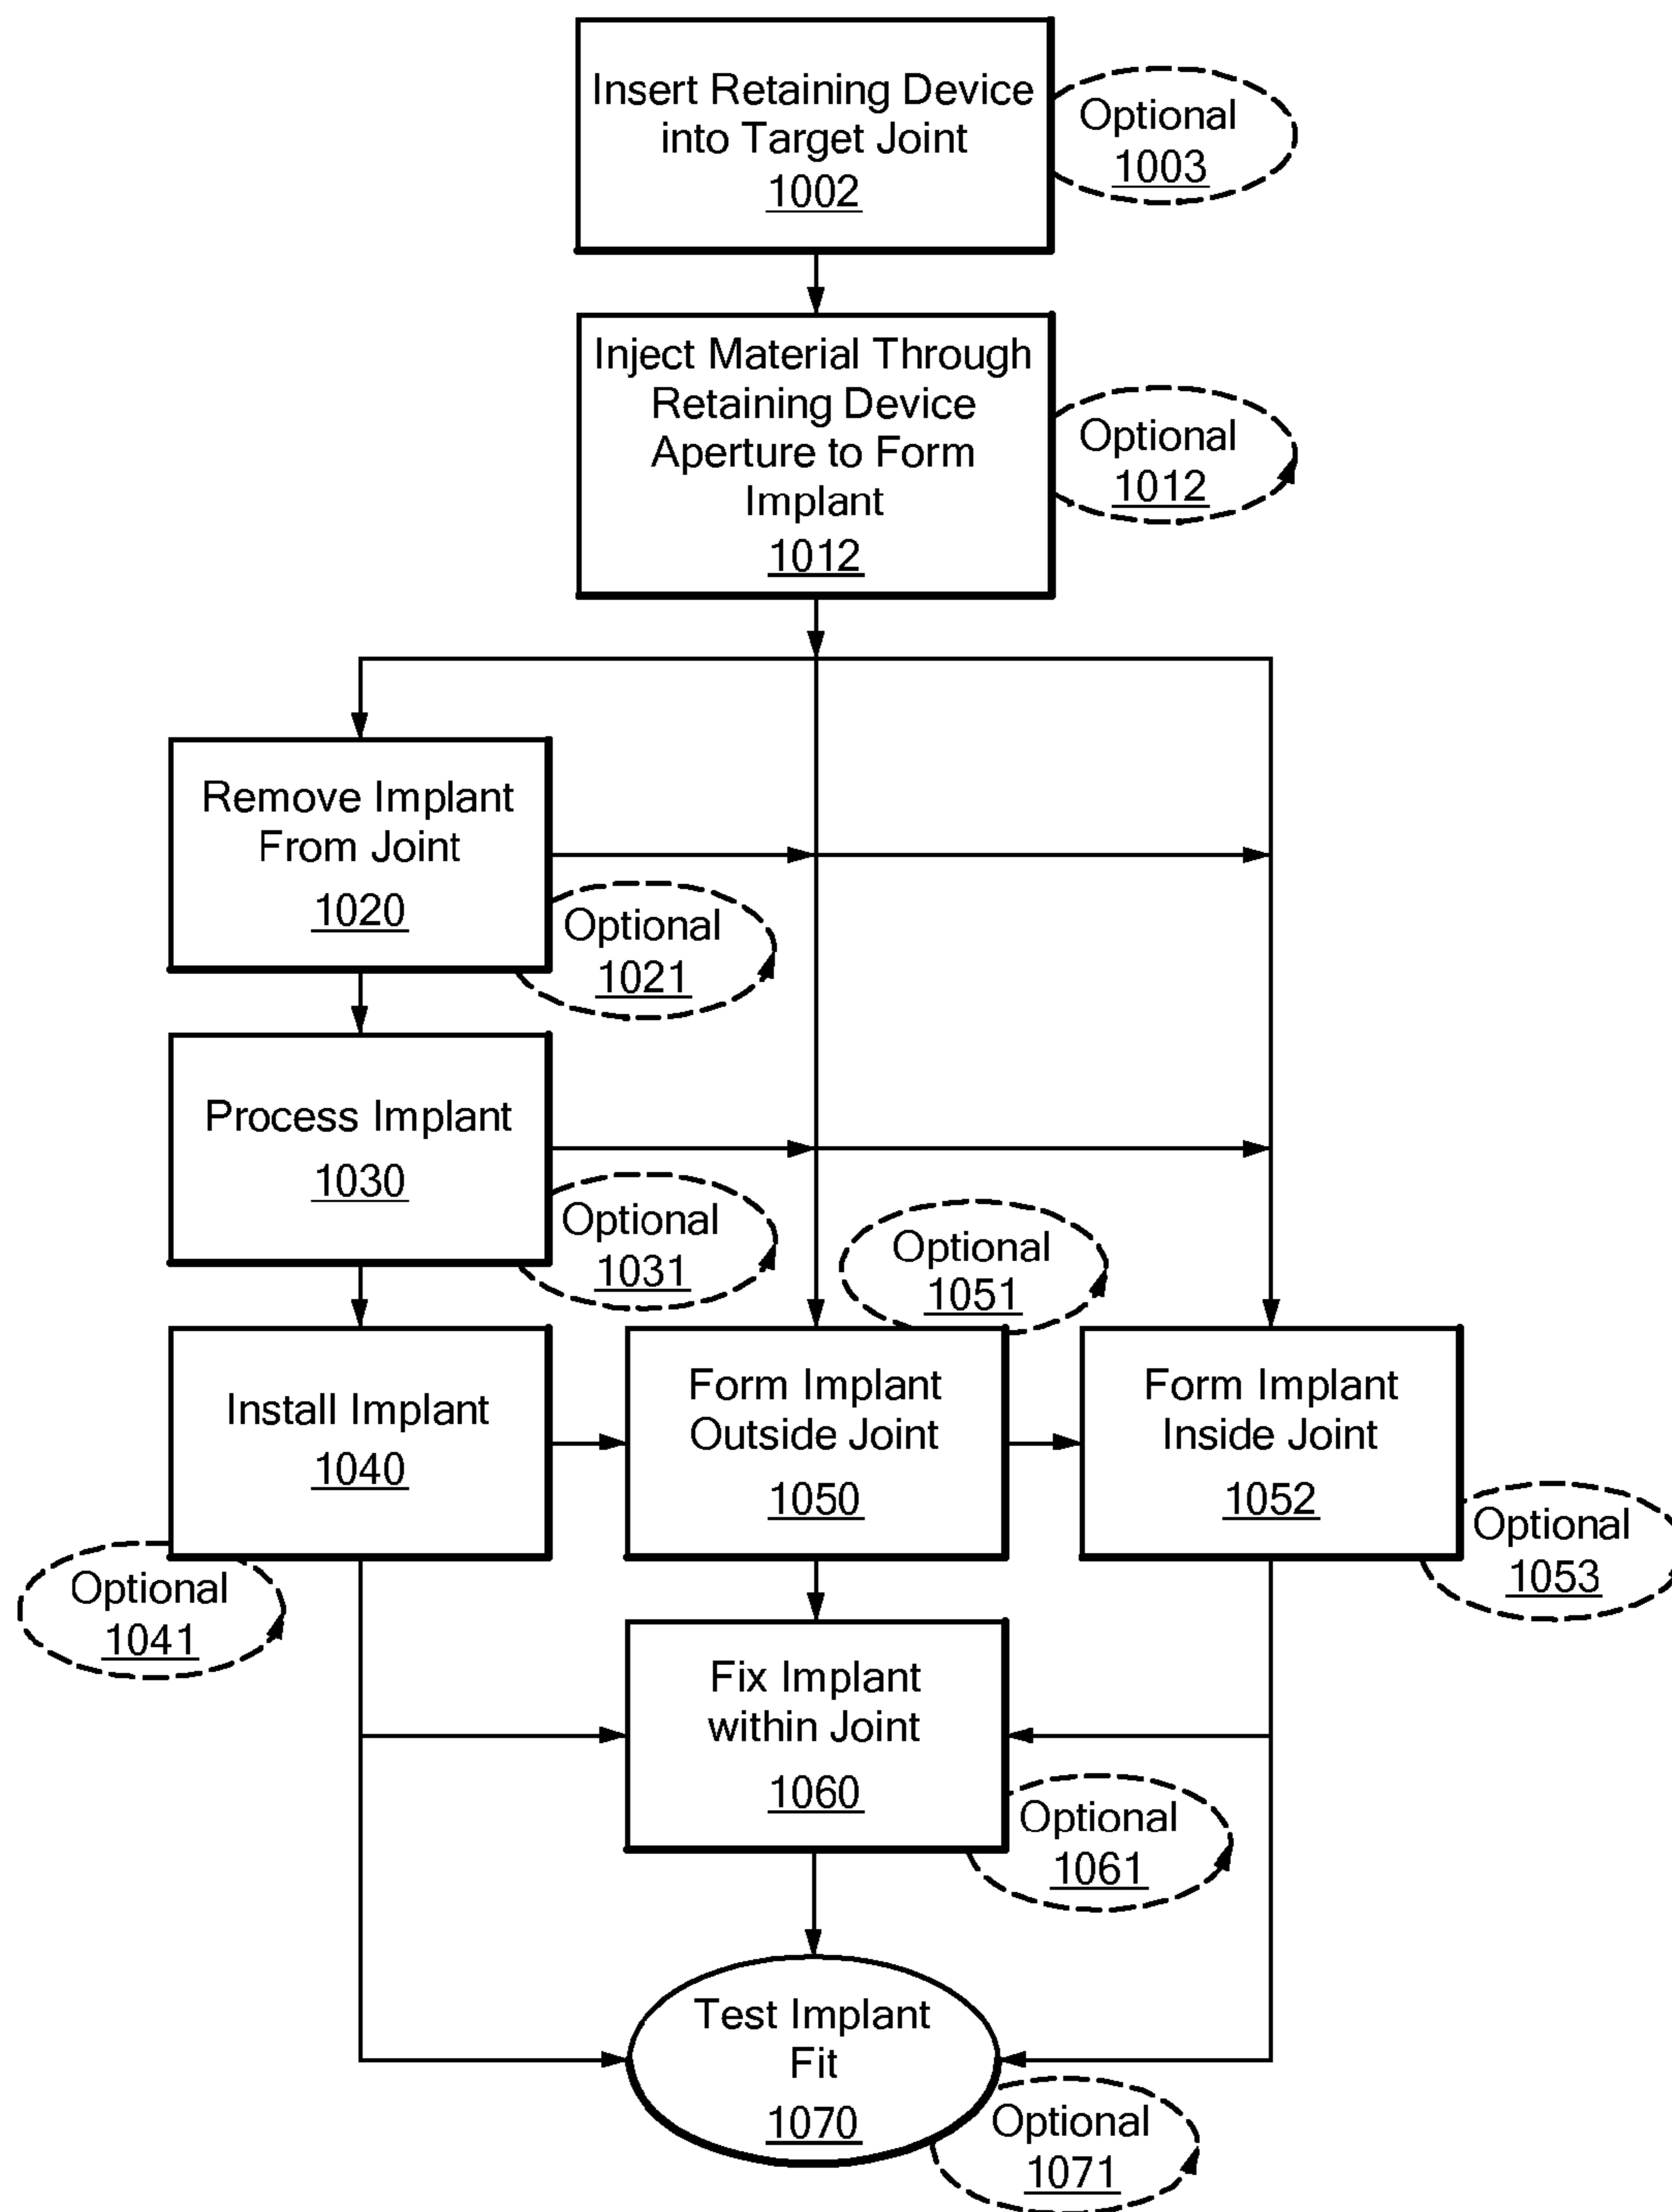 Insert Retaining Device
into Target Joint
1002
Optional
1003
Inject Material Through
Retaining Device
Aperture to Form
Implant
1012
Optional
1012
Remove Implant
From Joint
1020
Optional
1021
Process Implant
1030
Optional
1031
Optional
1051
Install Implant
1040
Optional
1041
Form Implant
Outside Joint
1050
Form Implant
Inside Joint
1052
Optional
1053
Fix Implant
within Joint
1060
Optional
1061
Test Implant
Fit
1070
Optional
1071